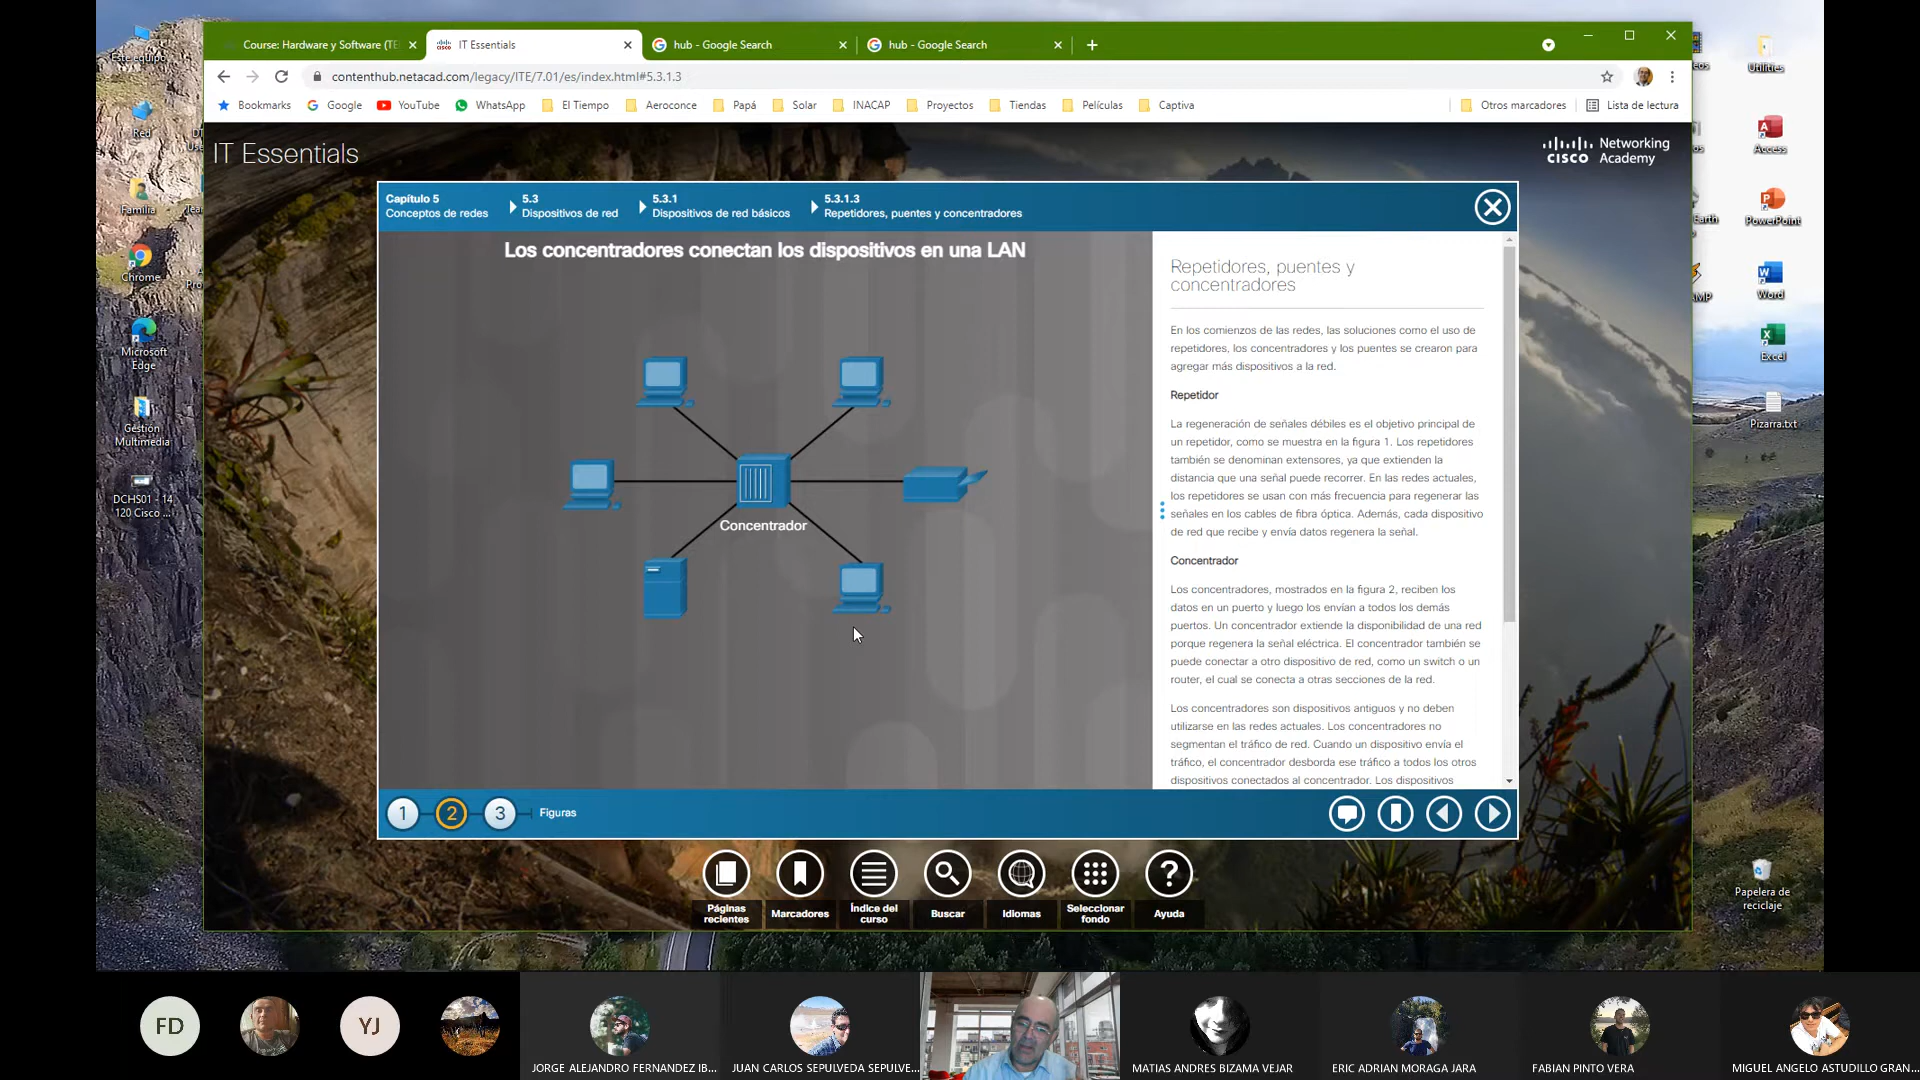 Course: Hardware y Software (TE
IT Essentials
hub - Google Search
hub - Google Search
contenthub.netacad.com/legacy/ITE/7.01/es/index.html#5.3.1.3
Bookmarks
Google
YouTube
WhatsApp
El Tiempo
Aeroconce
Papá
Solar
INACAP
Proyectos
Tiendas
Películas
Captiva
Otros marcadores
Lista de lectura
IT Essentials
cisco
Networking
Academy
Capítulo 5
Conceptos de redes
5.3
Dispositivos de red
5.3.1
Dispositivos de red básicos
5.3.1.3
Repetidores, puentes y concentradores
Los concentradores conectan los dispositivos en una LAN
Concentrador
Repetidores, puentes y
concentradores
En los comienzos de las redes, las soluciones como el uso de
repetidores, los concentradores y los puentes se crearon para
agregar más dispositivos a la red.
Repetidor
La regeneración de señales débiles es el objetivo principal de
un repetidor, como se muestra en la figura 1. Los repetidores
también se denominan extensores, ya que extienden la
distancia que una señal puede recorrer. En las redes actuales,
los repetidores se usan con más frecuencia para regenerar las
señales en los cables de fibra óptica. Además, cada dispositivo
de red que recibe y envía datos regenera la señal.
Concentrador
Los concentradores, mostrados en la figura 2, reciben los
datos en un puerto y luego los envían a todos los demás
puertos. Un concentrador extiende la disponibilidad de una red
porque regenera la señal eléctrica. El concentrador también se
puede conectar a otro dispositivo de red, como un switch o un
router, el cual se conecta a otras secciones de la red.
Los concentradores son dispositivos antiguos y no deben
utilizarse en las redes actuales. Los concentradores no
segmentan el tráfico de red. Cuando un dispositivo envía el
tráfico, el concentrador desborda ese tráfico a todos los otros
dispositivos conectados al concentrador. Los dispositivos
1
2
3
Figuras
Páginas
recientes
Marcadores
Índice del
curso
Buscar
Idiomas
Seleccionar
fondo
Ayuda
Este equipo
Red
Familia
Chrome
Microsoft
Edge
Gestión
Multimedia
DCHS01 - 14
120 Cisco ...
Utilities
Access
PowerPoint
Word
Excel
Pizarra.txt
Papelera de
reciclaje
FD
YJ
JORGE ALEJANDRO FERNANDEZ IB...
JUAN CARLOS SEPULVEDA SEPULVE...
MATIAS ANDRES BIZAMA VEJAR
ERIC ADRIAN MORAGA JARA
FABIAN PINTO VERA
MIGUEL ANGELO ASTUDILLO GRAN...